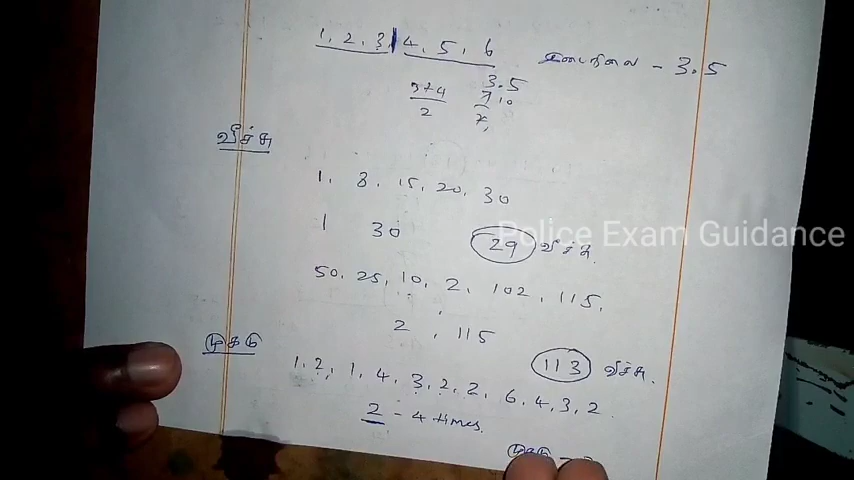 1, 2, 3, 4, 5, 6 இடைநிலை - 3.5
3+4 3.5
2 7
வீச்சு
1, 8, 15, 20, 30
1 30 29 வீச்சு.
Police Exam Guidance
50, 25, 10, 2, 102, 115,
2, 115
113 வீச்சு.
முகடு
1, 2, 1, 4, 3, 2, 2, 6, 4, 3, 2
2 - 4 times.
முகடு -